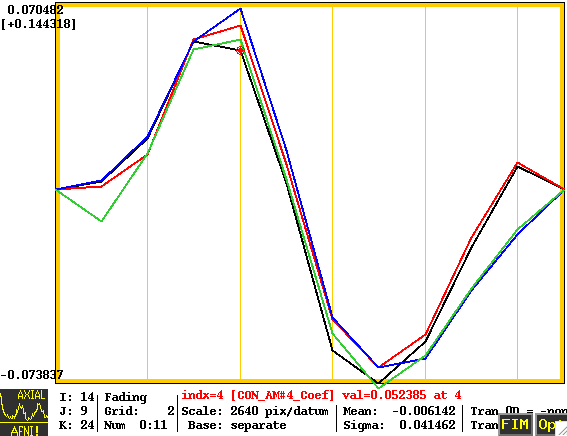 0.070482
[+0.144318]
-0.073837
AXIAL
AFNI!
I: 14
J: 9
K: 24
Fading
Grid: 2
Num 0:11
indx=4 [CON_AM#4_Coef] val=0.052385 at 4
Scale: 2640 pix/datum
Base: separate
Mean: -0.006142
Sigma: 0.041462
Tran 0D = -non
Tran
FIM
Op